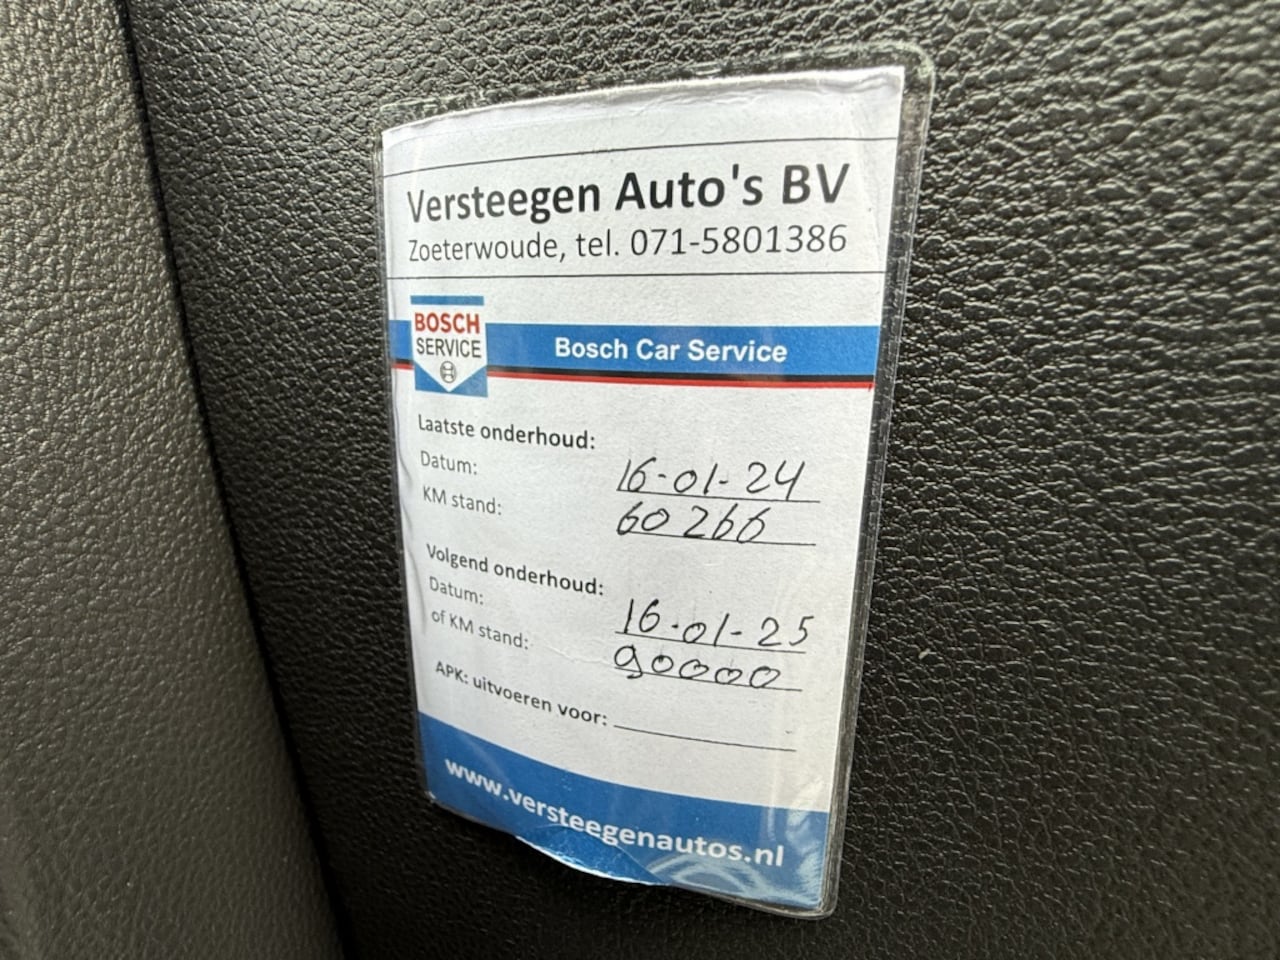 Versteegen Auto's BV
Zoeterwoude, tel. 071-5801386
BOSCH
SERVICE
Bosch Car Service
Laatste onderhoud:
Datum: 16-01-24
KM stand: 60266
Volgend onderhoud:
Datum: 16-01-25
of KM stand: 90000
APK: uitvoeren voor:
www.versteegenautos.nl